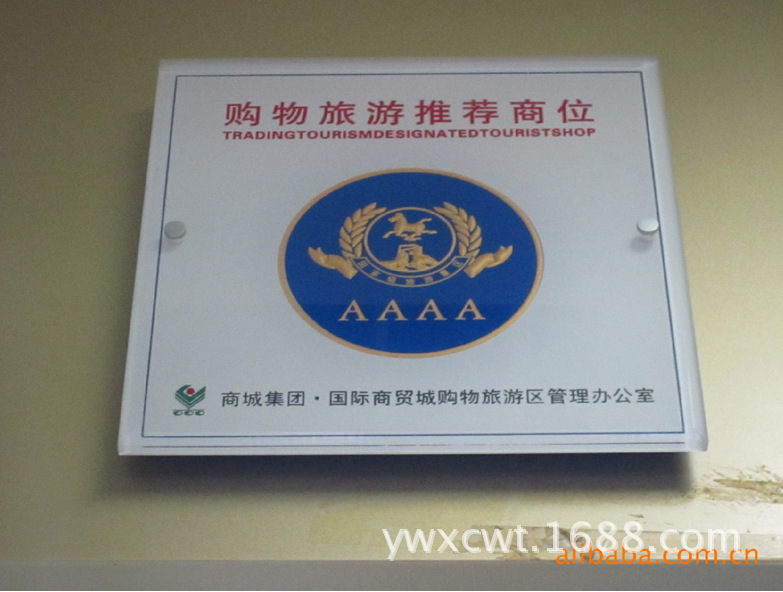 购物旅游推荐商位
TRADINGTOURISMDESIGNATEDTOURISTSHOP
AAAA
商城集团·国际商贸城购物旅游区管理办公室
ywxcwt.1688.com
alibaba.com.cn